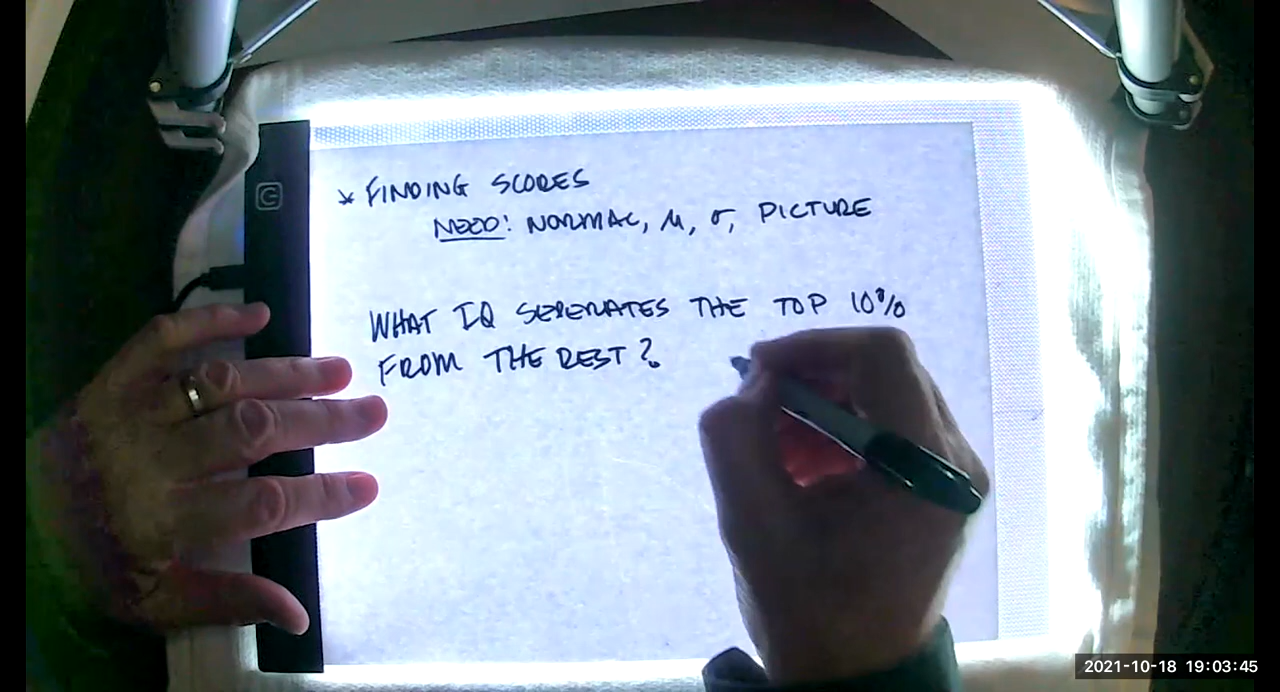 * FINDING SCORES
NEED: NORMAL, μ, σ, PICTURE
WHAT IQ SEPERATES THE TOP 10%
FROM THE REST?
2021-10-18 19:03:45